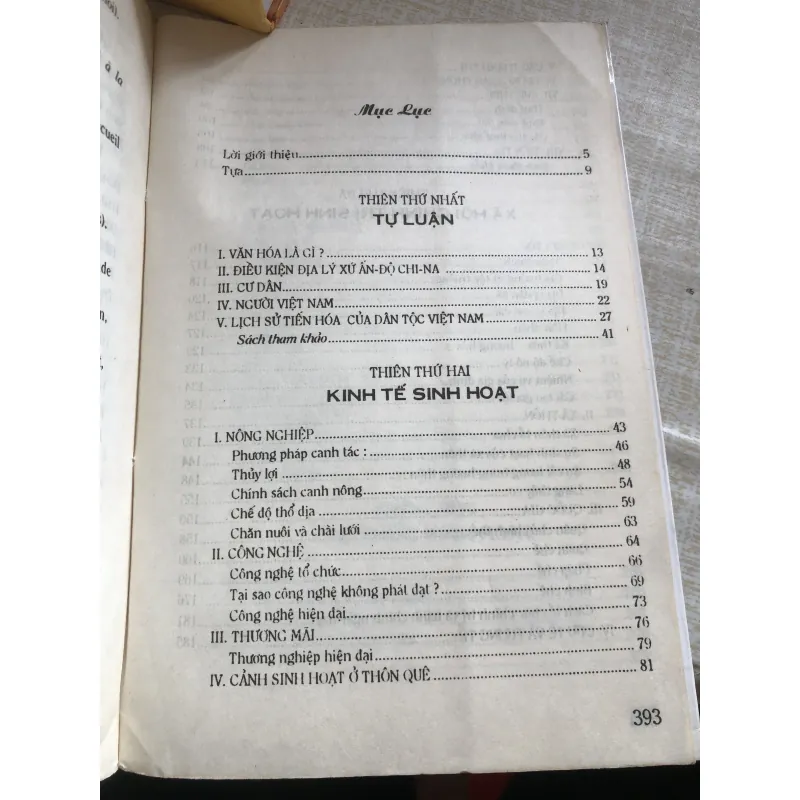 nói.
à la
cueil
).
de
n.
t,
Mục Lục
Lời giới thiệu....................5
Tựa....................9
THIÊN THỨ NHẤT
TỰ LUẬN
I. VĂN HÓA LÀ GÌ ?....................13
II. ĐIỀU KIỆN ĐỊA LÝ XỨ ẤN-ĐỘ CHI-NA ....................14
III. CƯ DÂN....................19
IV. NGƯỜI VIỆT NAM....................22
V. LỊCH SỬ TIẾN HÓA CỦA DÂN TỘC VIỆT NAM....................27
Sách tham khảo....................41
THIÊN THỨ HAI
KINH TẾ SINH HOẠT
I. NÔNG NGHIỆP....................43
Phương pháp canh tác :....................46
Thủy lợi ....................48
Chính sách canh nông....................54
Chế độ thổ địa ....................59
Chăn nuôi và chài lưới....................63
II. CÔNG NGHỆ ....................64
Công nghệ tổ chức....................66
Tại sao công nghệ không phát đạt ?....................69
Công nghệ hiện đại....................73
III. THƯƠNG MÃI....................76
Thương nghiệp hiện đại ....................79
IV. CẢNH SINH HOẠT Ở THÔN QUÊ ....................81
393